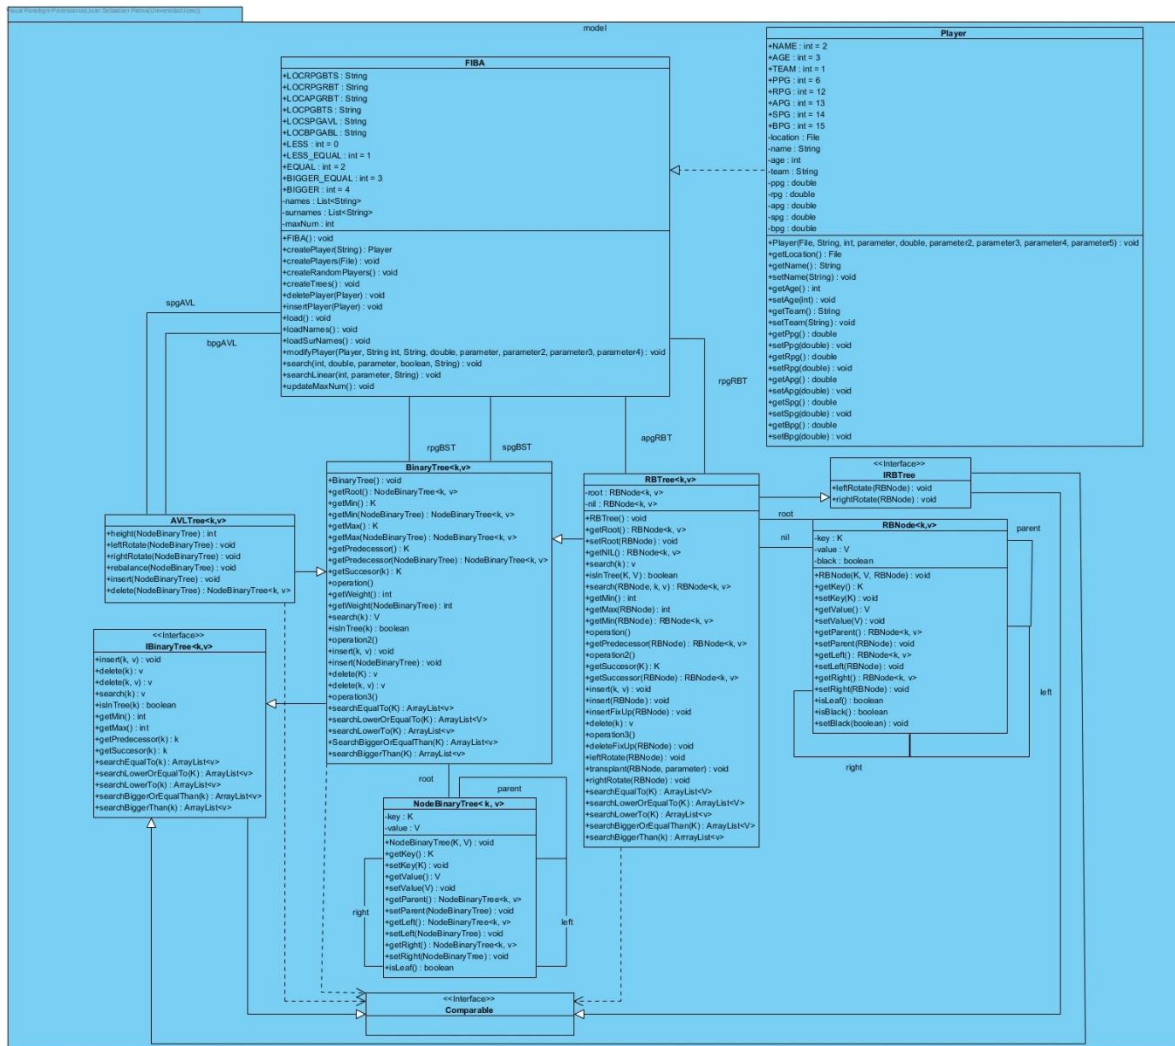 Visual Paradigm Professional(Juan Sebastian Palma(Universidad Icesi))
model
FIBA
+LOCRPGBTS : String
+LOCRPGRBT : String
+LOCAPGRBT : String
+LOCPGBTS : String
+LOCSPGAVL : String
+LOCBPGABL : String
+LESS : int = 0
+LESS_EQUAL : int = 1
+EQUAL : int = 2
+BIGGER_EQUAL : int = 3
+BIGGER : int = 4
-names : List<String>
-surnames : List<String>
-maxNum : int
+FIBA() : void
+createPlayer(String) : Player
+createPlayers(File) : void
+createRandomPlayers() : void
+createTrees() : void
+deletePlayer(Player) : void
+insertPlayer(Player) : void
+load() : void
+loadNames() : void
+loadSurNames() : void
+modifyPlayer(Player, String int, String, double, parameter, parameter2, parameter3, parameter4) : void
+search(int, double, parameter, boolean, String) : void
+searchLinear(int, parameter, String) : void
+updateMaxNum() : void
Player
+NAME : int = 2
+AGE : int = 3
+TEAM : int = 1
+PPG : int = 6
+RPG : int = 12
+APG : int = 13
+SPG : int = 14
+BPG : int = 15
-location : File
-name : String
-age : int
-team : String
-ppg : double
-rpg : double
-apg : double
-spg : double
-bpg : double
+Player(File, String, int, parameter, double, parameter2, parameter3, parameter4, parameter5) : void
+getLocation() : File
+getName() : String
+setName(String) : void
+getAge() : int
+setAge(int) : void
+getTeam() : String
+setTeam(String) : void
+getPpg() : double
+setPpg(double) : void
+getRpg() : double
+setRpg(double) : void
+getApg() : double
+setApg(double) : void
+getSpg() : double
+setSpg(double) : void
+getBpg() : double
+setBpg(double) : void
spgAVL
bpgAVL
rpgBST
spgBST
apgRBT
rpgRBT
AVLTree<k,v>
+height(NodeBinaryTree) : int
+leftRotate(NodeBinaryTree) : void
+rightRotate(NodeBinaryTree) : void
+rebalance(NodeBinaryTree) : void
+insert(NodeBinaryTree) : void
+delete(NodeBinaryTree) : NodeBinaryTree<k, v>
<<Interface>>
IBinaryTree<k,v>
+insert(k, v) : void
+delete(k) : v
+delete(k, v) : v
+search(k) : v
+isInTree(k) : boolean
+getMin() : int
+getMax() : int
+getPredecessor(k) : k
+getSuccesor(k) : k
+searchEqualTo(k) : ArrayList<v>
+searchLowerOrEqualTo(k) : ArrayList<v>
+searchLowerTo(k) : ArrayList<v>
+searchBiggerOrEqualThan(k) : ArrayList<v>
+searchBiggerThan(k) : ArrayList<v>
BinaryTree<k,v>
+BinaryTree() : void
+getRoot() : NodeBinaryTree<k, v>
+getMin() : K
+getMin(NodeBinaryTree) : NodeBinaryTree<k, v>
+getMax() : K
+getMax(NodeBinaryTree) : NodeBinaryTree<k, v>
+getPredecessor() : K
+getPredecessor(NodeBinaryTree) : NodeBinaryTree<k, v>
+getSuccesor(k) : K
+operation()
+getWeight() : int
+getWeight(NodeBinaryTree) : int
+search(k) : V
+isInTree(k) : boolean
+operation2()
+insert(k, v) : void
+insert(NodeBinaryTree) : void
+delete(K) : v
+delete(k, v) : v
+operation3()
+searchEqualTo(K) : ArrayList<v>
+searchLowerOrEqualTo(K) : ArrayList<V>
+searchLowerTo(K) : ArrayList<v>
+SearchBiggerOrEqualThan(K) : ArrayList<v>
+searchBiggerThan(K) : ArrayList<v>
root
parent
NodeBinaryTree< k, v>
-key : K
-value : V
+NodeBinaryTree(K, V) : void
+getKey() : K
+setKey(K) : void
+getValue() : V
+setValue(V) : void
+getParent() : NodeBinaryTree<k, v>
+setParent(NodeBinaryTree) : void
+getLeft() : NodeBinaryTree<k, v>
+setLeft(NodeBinaryTree) : void
+getRight() : NodeBinaryTree<k, v>
+setRight(NodeBinaryTree) : void
+isLeaf() : boolean
right
left
RBTree<k,v>
-root : RBNode<k, v>
-nil : RBNode<k, v>
+RBTree() : void
+getRoot() : RBNode<k, v>
+setRoot(RBNode) : void
+getNIL() : RBNode<k, v>
+search(k) : v
+isInTree(K, V) : boolean
+search(RBNode, k, v) : RBNode<k, v>
+getMin() : int
+getMax(RBNode) : int
+getMin(RBNode) : RBNode<k, v>
+operation()
+getPredecessor(RBNode) : RBNode<k, v>
+operation2()
+getSuccesor(K) : K
+getSuccessor(RBNode) : RBNode<k, v>
+insert(k, v) : void
+insert(RBNode) : void
+insertFixUp(RBNode) : void
+delete(k) : v
+operation3()
+deleteFixUp(RBNode) : void
+leftRotate(RBNode) : void
+transplant(RBNode, parameter) : void
+rightRotate(RBNode) : void
+searchEqualTo(K) : ArrayList<V>
+searchLowerOrEqualTo(K) : ArrayList<V>
+searchLowerTo(K) : ArrayList<v>
+searchBiggerOrEqualThan(K) : ArrayList<V>
+searchBiggerThan(k) : ArrrayList<v>
<<Interface>>
IRBTree
+leftRotate(RBNode) : void
+rightRotate(RBNode) : void
root
nil
parent
RBNode<k,v>
-key : K
-value : V
-black : boolean
+RBNode(K, V, RBNode) : void
+getKey() : K
+setKey(K) : void
+getValue() : V
+setValue(V) : void
+getParent() : RBNode<k, v>
+setParent(RBNode) : void
+getLeft() : RBNode<k, v>
+setLeft(RBNode) : void
+getRight() : RBNode<k, v>
+setRight(RBNode) : void
+isLeaf() : boolean
+isBlack() : boolean
+setBlack(boolean) : void
left
right
<<Interface>>
Comparable